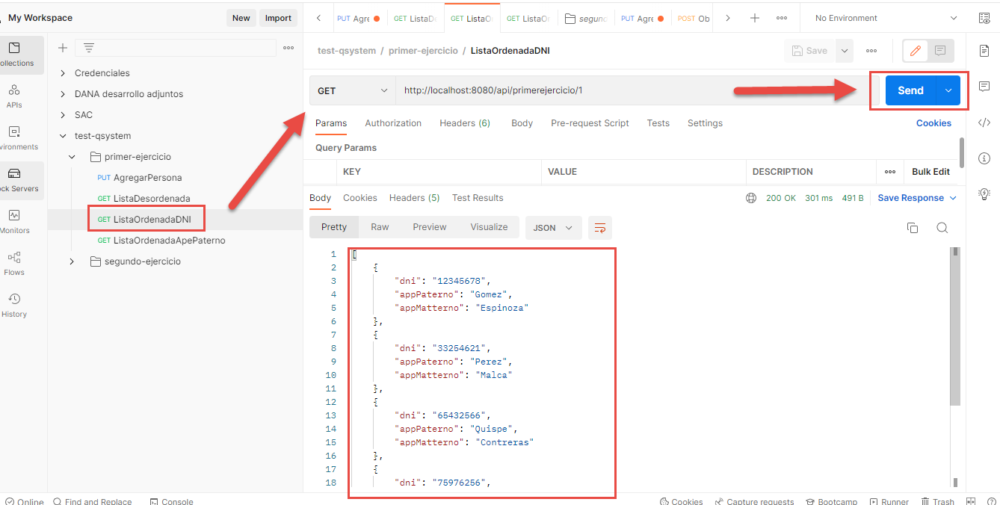 My Workspace
New
Import
PUT Agre
GET ListaDe
GET ListaO
GET ListaOr
segund
PUT Agre
POST Ob
No Environment
ollections
APIs
vironments
ock Servers
Monitors
Flows
History
Credenciales
DANA desarrollo adjuntos
SAC
test-qsystem
primer-ejercicio
PUT AgregarPersona
GET ListaDesordenada
GET ListaOrdenadaDNI
GET ListaOrdenadaApePaterno
segundo-ejercicio
test-qsystem / primer-ejercicio / ListaOrdenadaDNI
Save
GET
http://localhost:8080/api/primerejercicio/1
Send
Params Authorization Headers (6) Body Pre-request Script Tests Settings Cookies
Query Params
KEY VALUE DESCRIPTION Bulk Edit
Body Cookies Headers (5) Test Results 200 OK 301 ms 491 B Save Response
Pretty Raw Preview Visualize JSON
1 [
2 {
3 "dni": "12345678",
4 "appPaterno": "Gomez",
5 "appMatterno": "Espinoza"
6 },
7 {
8 "dni": "33254621",
9 "appPaterno": "Perez",
10 "appMatterno": "Malca"
11 },
12 {
13 "dni": "65432566",
14 "appPaterno": "Quispe",
15 "appMatterno": "Contreras"
16 },
17 {
18 "dni": "75976256",
Online Find and Replace Console Cookies Capture requests Bootcamp Runner Trash